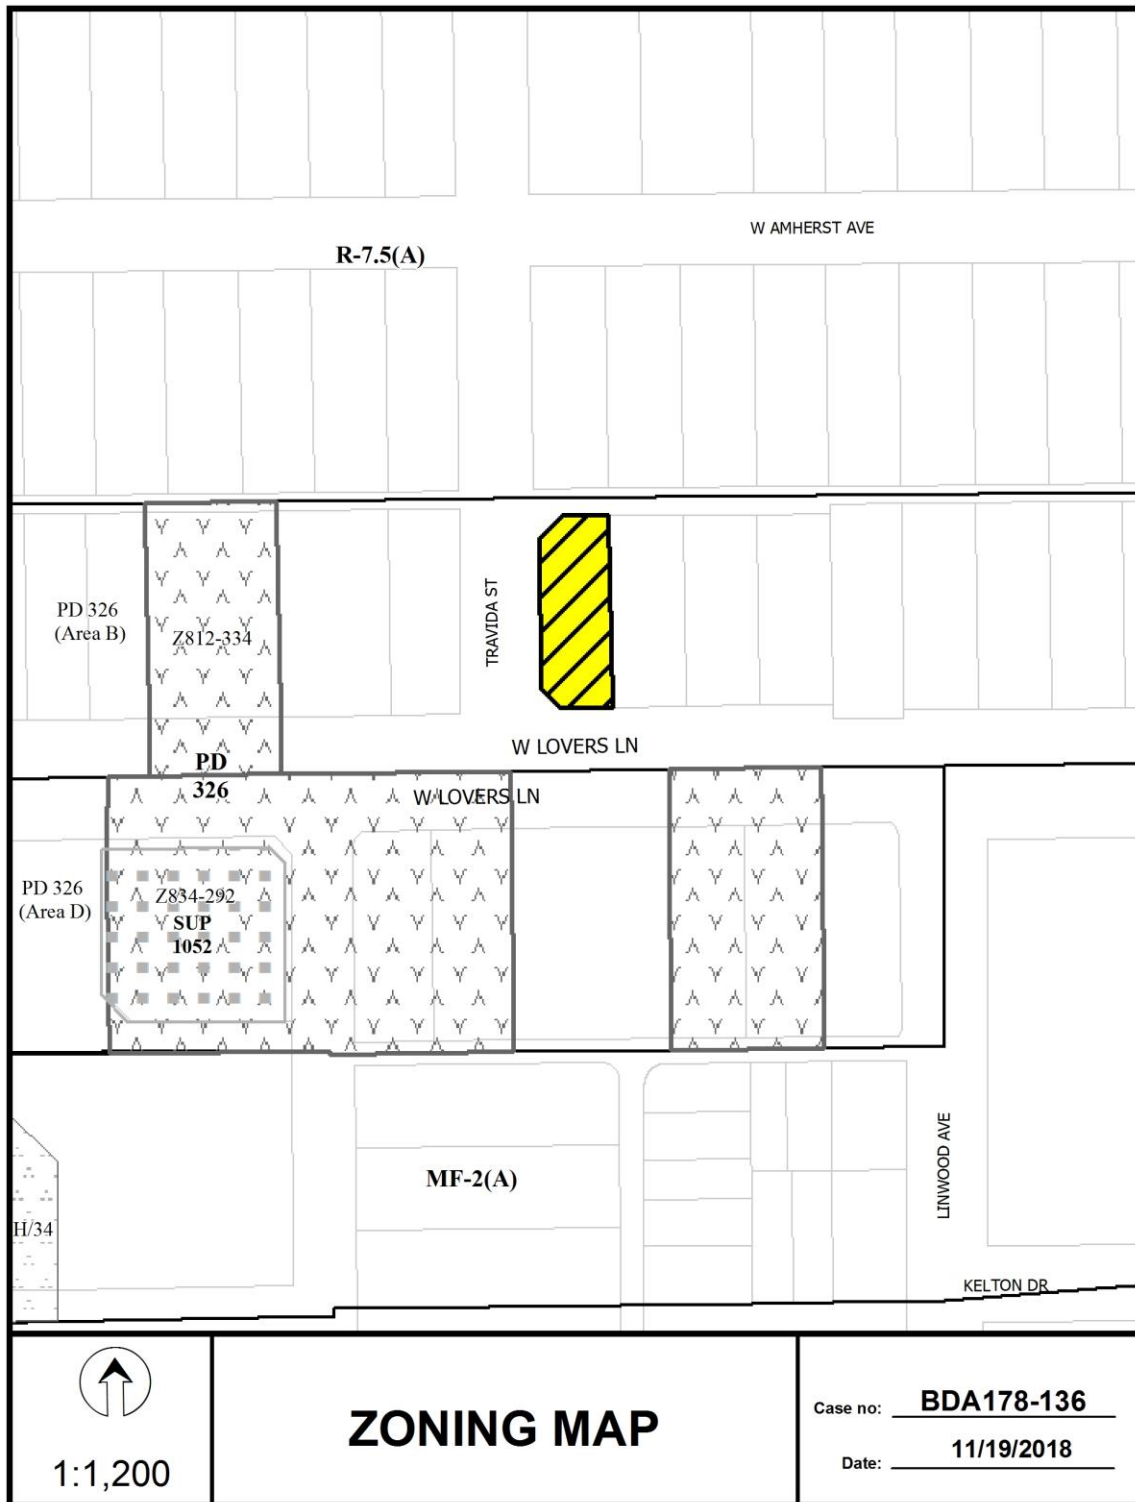 W AMHERST AVE
R-7.5(A)
PD 326
(Area B)
Z812-334
TRAVIDA ST
W LOVERS LN
PD
326
W LOVERS LN
PD 326
(Area D)
Z834-292
SUP
1052
MF-2(A)
LINWOOD AVE
H/34
KELTON DR
1:1,200
ZONING MAP
Case no: BDA178-136
Date: 11/19/2018